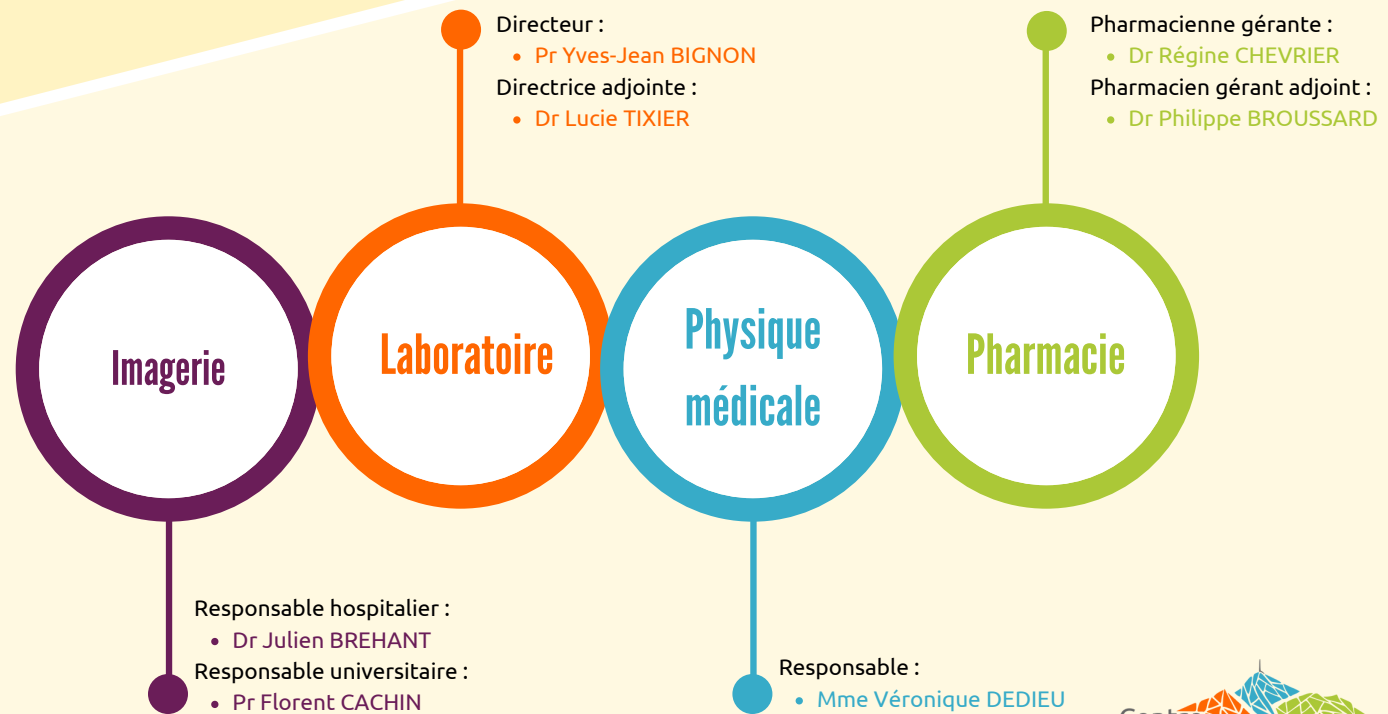 Directeur :
• Pr Yves-Jean BIGNON
Directrice adjointe :
• Dr Lucie TIXIER
Pharmacienne gérante :
• Dr Régine CHEVRIER
Pharmacien gérant adjoint :
• Dr Philippe BROUSSARD
Imagerie
Laboratoire
Physique
médicale
Pharmacie
Responsable hospitalier :
• Dr Julien BREHANT
Responsable universitaire :
• Pr Florent CACHIN
Responsable :
• Mme Véronique DEDIEU